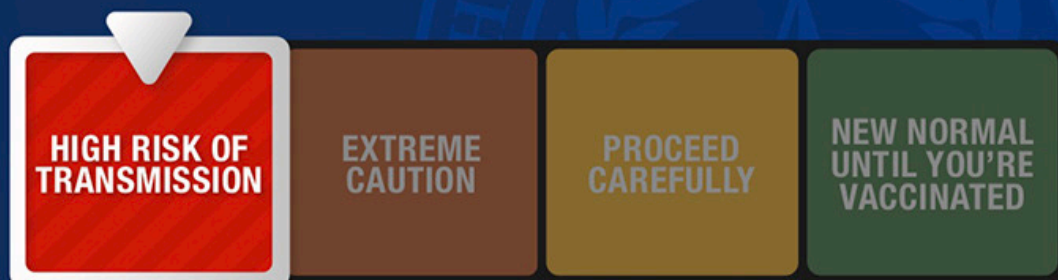 HIGH RISK OF
TRANSMISSION
EXTREME
CAUTION
PROCEED
CAREFULLY
NEW NORMAL
UNTIL YOU'RE
VACCINATED